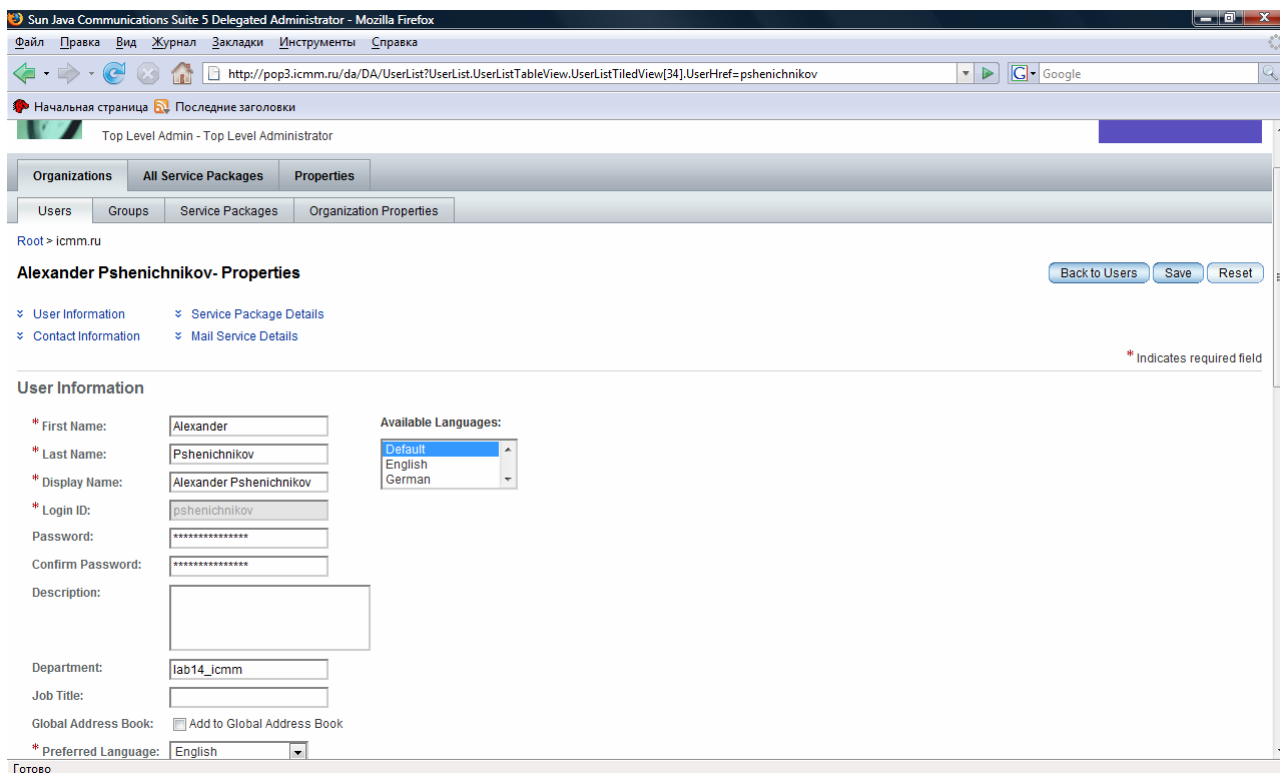 Sun Java Communications Suite 5 Delegated Administrator - Mozilla Firefox
Файл Правка Вид Журнал Закладки Инструменты Справка
http://pop3.icmm.ru/da/DA/UserList?UserList.UserListTableView.UserListTiledView[34].UserHref=pshenichnikov
G Google
Начальная страница Последние заголовки
Top Level Admin - Top Level Administrator
Organizations All Service Packages Properties
Users Groups Service Packages Organization Properties
Root > icmm.ru
Alexander Pshenichnikov- Properties
Back to Users Save Reset
User Information Service Package Details
Contact Information Mail Service Details
* Indicates required field
User Information
* First Name: Alexander
Available Languages:
* Last Name: Pshenichnikov
Default
English
German
* Display Name: Alexander Pshenichnikov
* Login ID: pshenichnikov
Password: ***************
Confirm Password: ***************
Description:
Department: lab14_icmm
Job Title:
Global Address Book: Add to Global Address Book
* Preferred Language: English
Готово